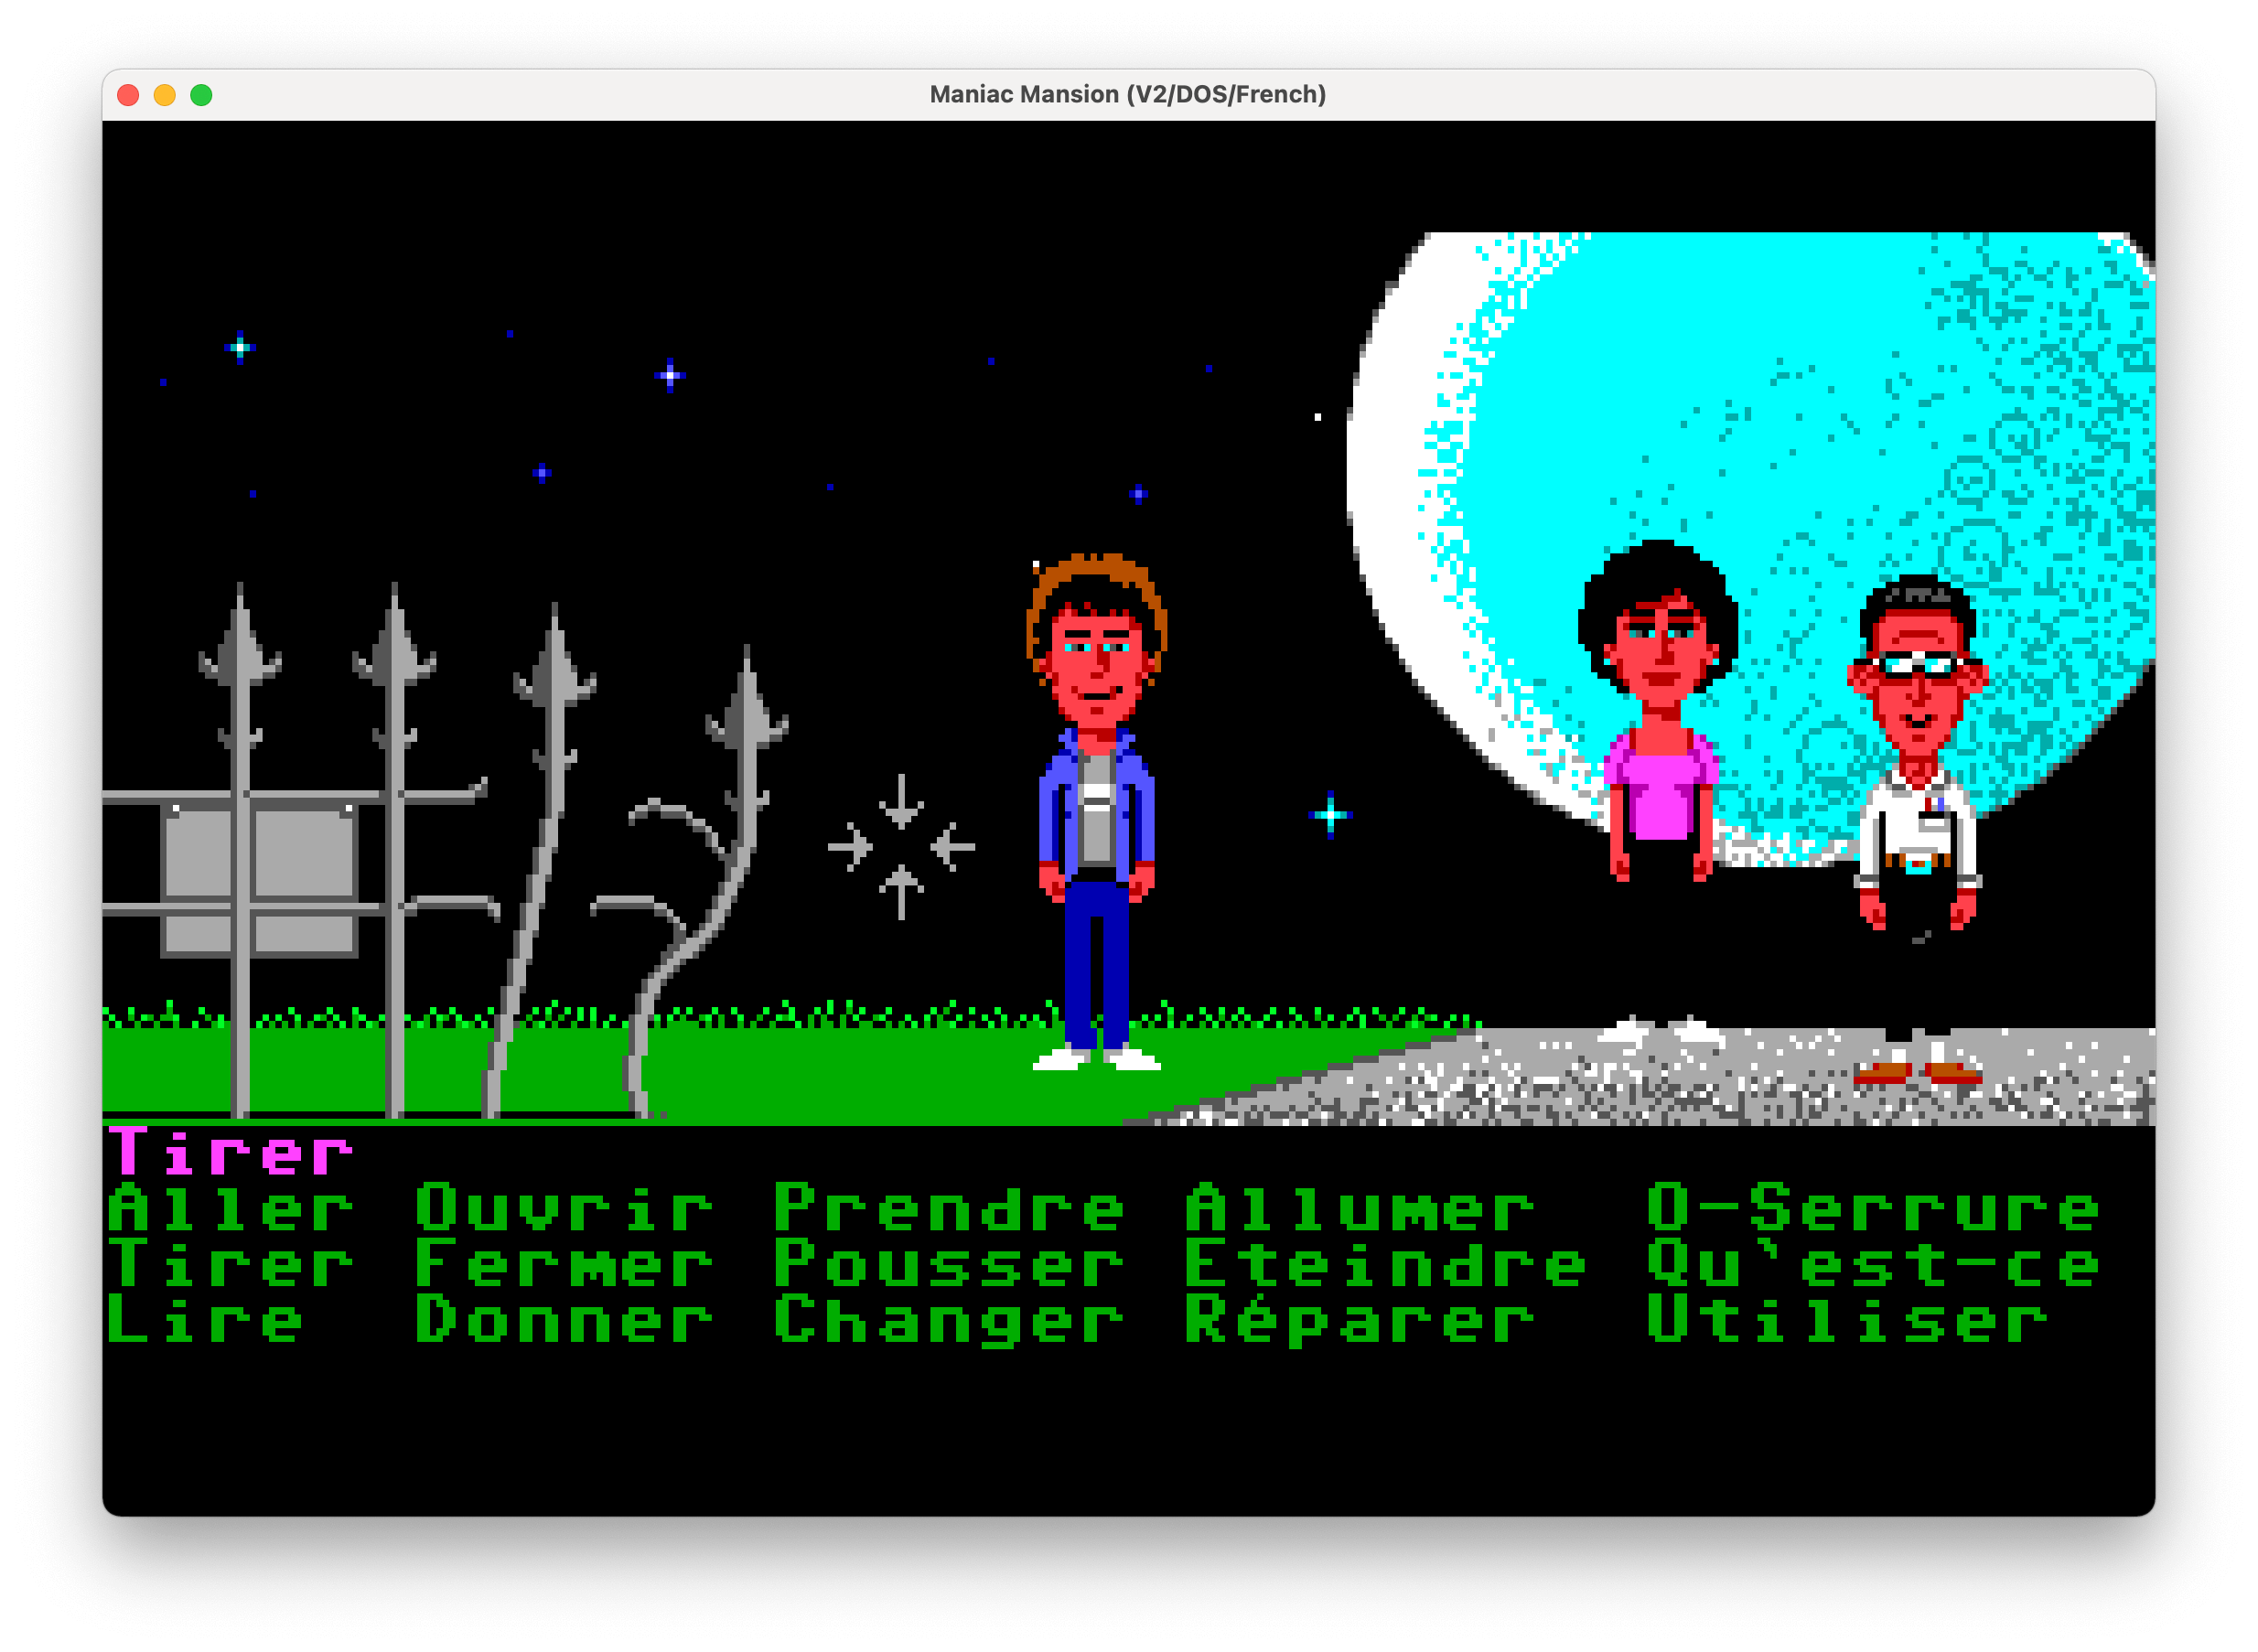 Maniac Mansion (V2/DOS/French)
Tirer
Aller Ouvrir Prendre Allumer O-Serrure
Tirer Fermer Pousser Eteindre Qu`est-ce
Lire Donner Changer Réparer Utiliser